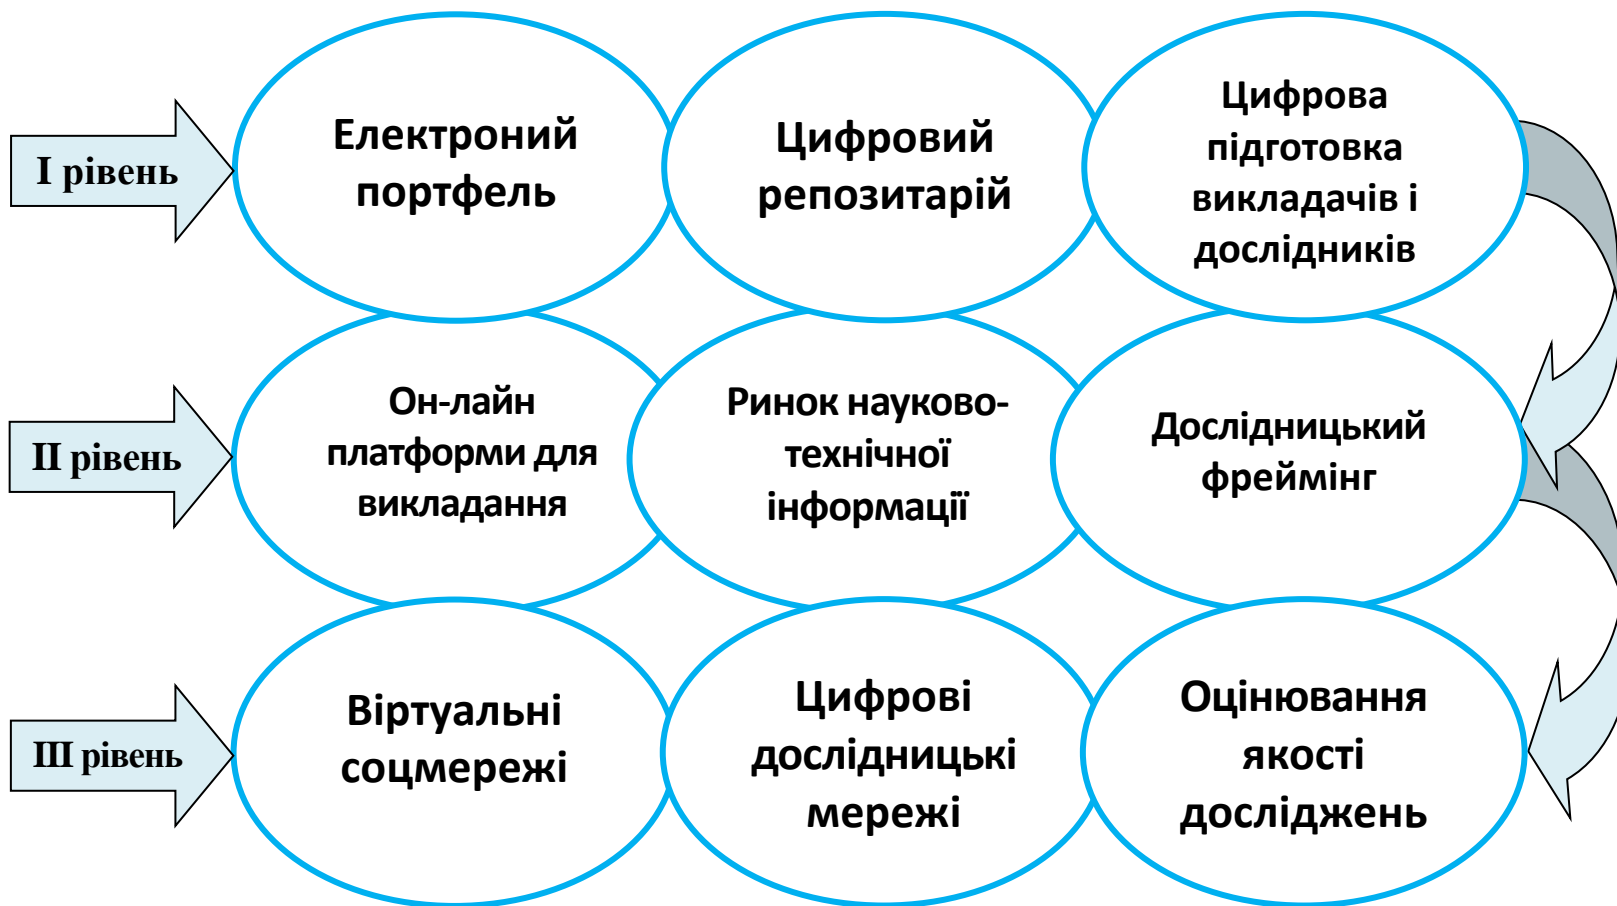 І рівень
Електроний
портфель
Цифровий
репозитарій
Цифрова
підготовка
викладачів і
дослідників
ІІ рівень
Он-лайн
платформи для
викладання
Ринок науково-
технічної
інформації
Дослідницький
фреймінг
ІІІ рівень
Віртуальні
соцмережі
Цифрові
дослідницькі
мережі
Оцінювання
якості
досліджень